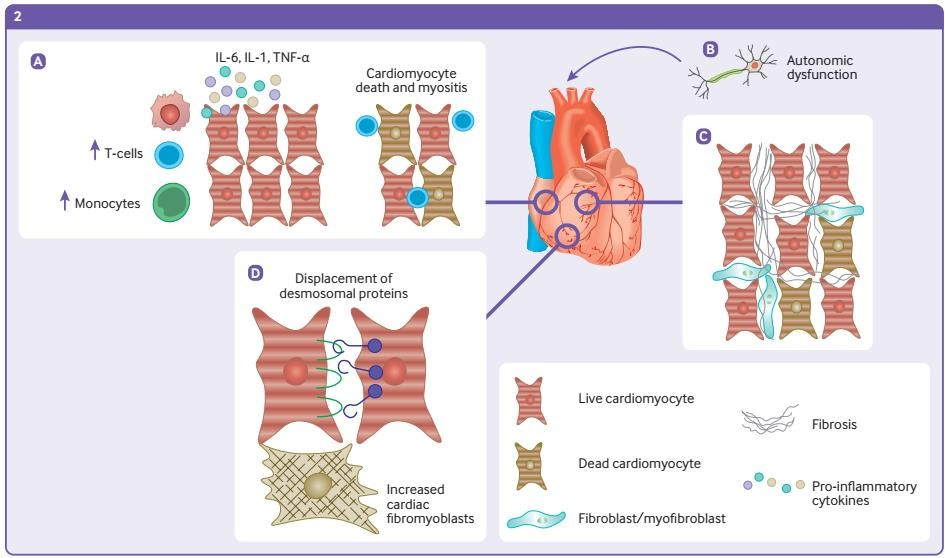 2
A
IL-6, IL-1, TNF-α
Cardiomyocyte
death and myositis
T-cells
Monocytes
B
Autonomic
dysfunction
C
D
Displacement of
desmosomal proteins
Increased
cardiac
fibromyoblasts
Live cardiomyocyte
Dead cardiomyocyte
Fibroblast/myofibroblast
Fibrosis
Pro-inflammatory
cytokines